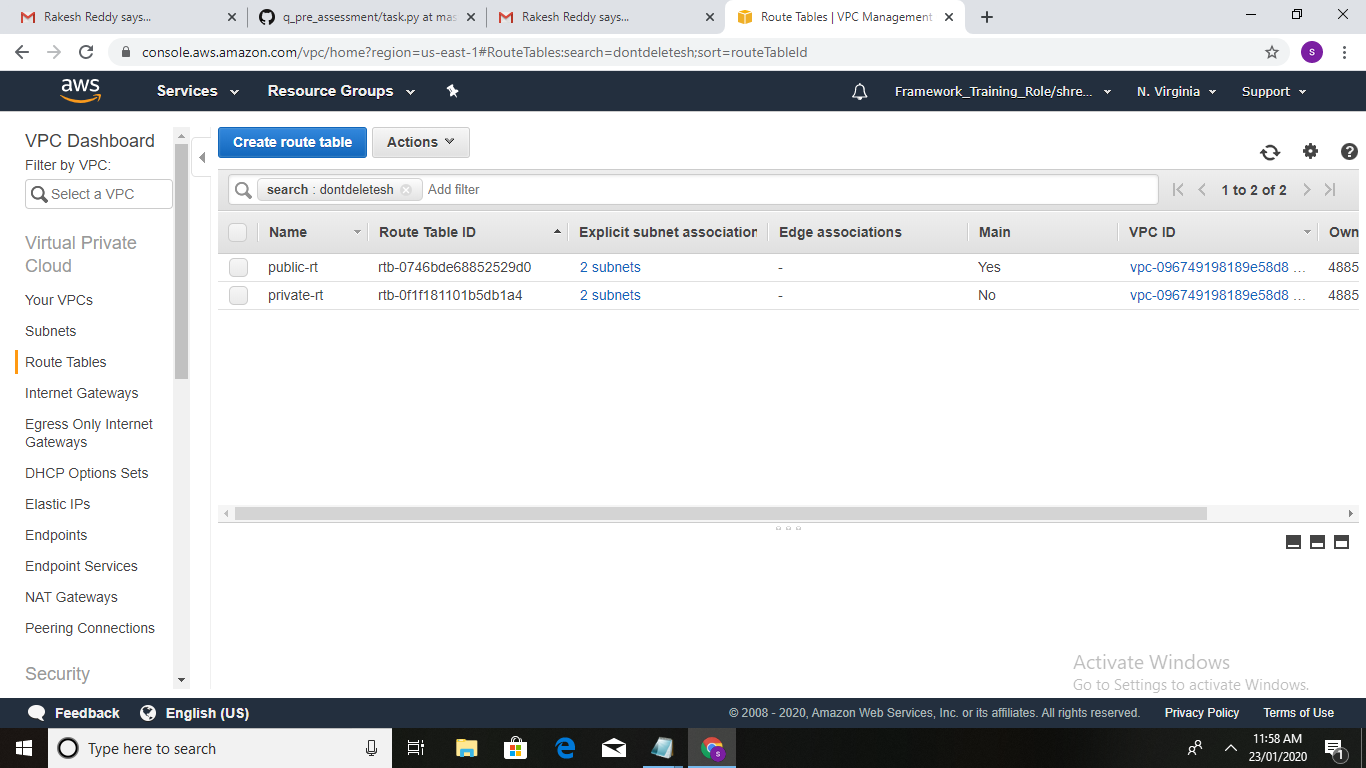 Rakesh Reddy says...
q_pre_assessment/task.py at mas
Rakesh Reddy says...
Route Tables | VPC Management
console.aws.amazon.com/vpc/home?region=us-east-1#RouteTables:search=dontdeletesh;sort=routeTableId
s
aws
Services
Resource Groups
Framework_Training_Role/shre...
N. Virginia
Support
VPC Dashboard
Filter by VPC:
Select a VPC
Virtual Private
Cloud
Your VPCs
Subnets
Route Tables
Internet Gateways
Egress Only Internet
Gateways
DHCP Options Sets
Elastic IPs
Endpoints
Endpoint Services
NAT Gateways
Peering Connections
Security
Create route table
Actions
search : dontdeletesh
Add filter
1 to 2 of 2
Name Route Table ID Explicit subnet association Edge associations Main VPC ID Own
public-rt rtb-0746bde68852529d0 2 subnets - Yes vpc-096749198189e58d8 ... 4885
private-rt rtb-0f1f181101b5db1a4 2 subnets - No vpc-096749198189e58d8 ... 4885
Activate Windows
Go to Settings to activate Windows.
Feedback
English (US)
© 2008 - 2020, Amazon Web Services, Inc. or its affiliates. All rights reserved.
Privacy Policy
Terms of Use
Type here to search
s
11:58 AM
23/01/2020
1